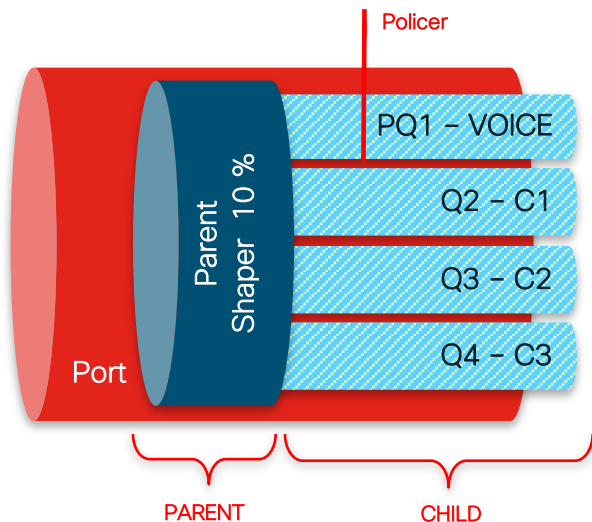 Policer
PQ1 – VOICE
Q2 – C1
Parent
Shaper 10 %
Q3 – C2
Q4 – C3
Port
PARENT
CHILD